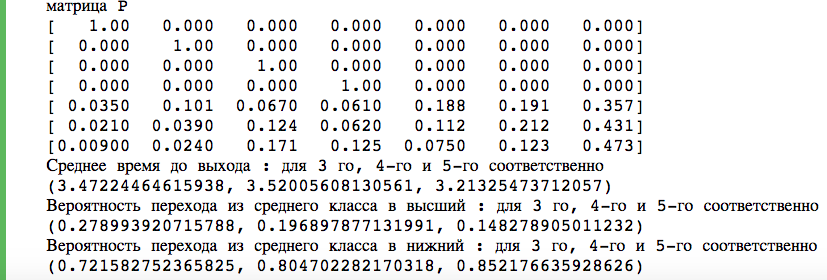 матрица P
[ 1.00 0.000 0.000 0.000 0.000 0.000 0.000]
[ 0.000 1.00 0.000 0.000 0.000 0.000 0.000]
[ 0.000 0.000 1.00 0.000 0.000 0.000 0.000]
[ 0.000 0.000 0.000 1.00 0.000 0.000 0.000]
[ 0.0350 0.101 0.0670 0.0610 0.188 0.191 0.357]
[ 0.0210 0.0390 0.124 0.0620 0.112 0.212 0.431]
[0.00900 0.0240 0.171 0.125 0.0750 0.123 0.473]
Среднее время до выхода : для 3 го, 4-го и 5-го соответственно
(3.47224464615938, 3.52005608130561, 3.21325473712057)
Вероятность перехода из среднего класса в высший : для 3 го, 4-го и 5-го соответственно
(0.278993920715788, 0.196897877131991, 0.148278905011232)
Вероятность перехода из среднего класса в нижний : для 3 го, 4-го и 5-го соответственно
(0.721582752365825, 0.804702282170318, 0.852176635928626)